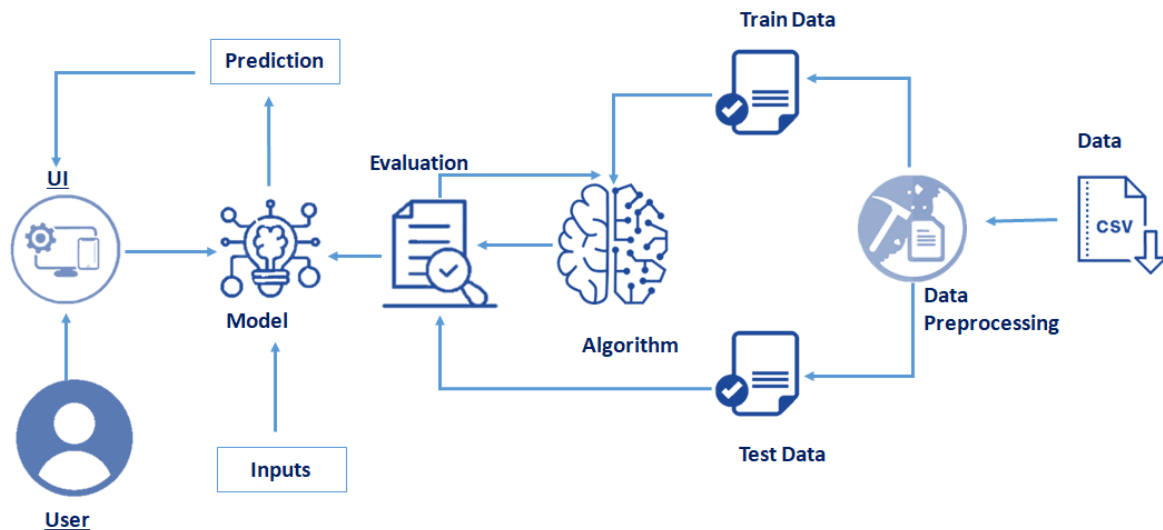 Train Data
Prediction
Evaluation
Data
UI
CSV
Model
Algorithm
Data
Preprocessing
Inputs
Test Data
User